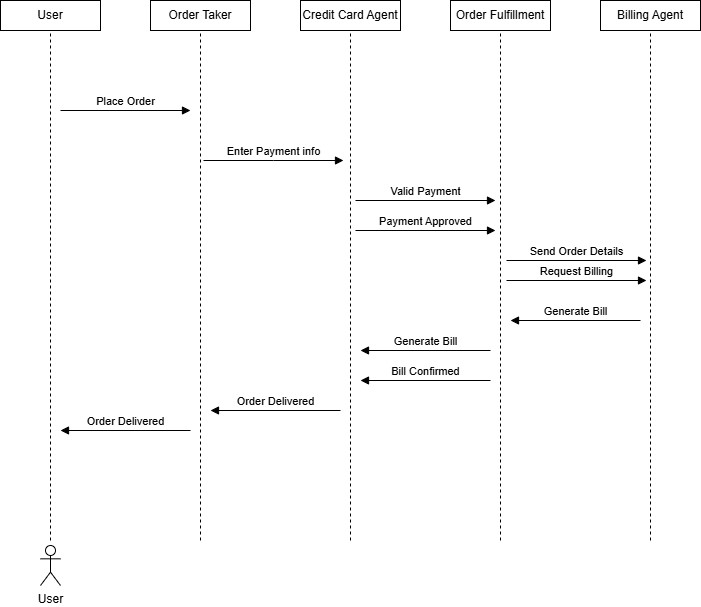 User
Order Taker
Credit Card Agent
Order Fulfillment
Billing Agent
Place Order
Enter Payment info
Valid Payment
Payment Approved
Send Order Details
Request Billing
Generate Bill
Generate Bill
Bill Confirmed
Order Delivered
Order Delivered
User